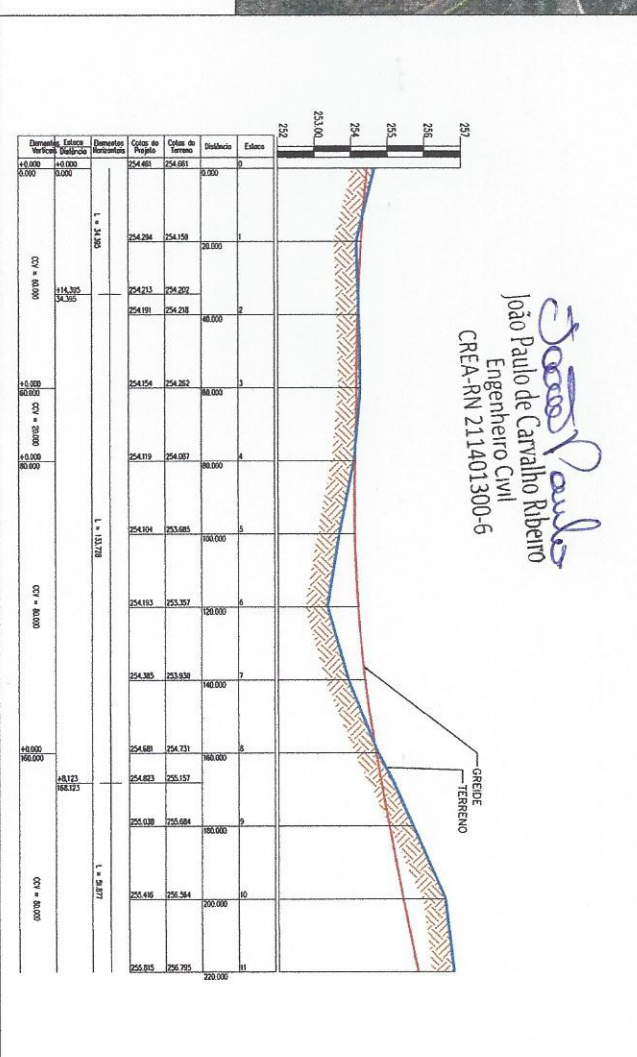 João Paulo
João Paulo de Carvalho Ribeiro
Engenheiro Civil
CREA-RN 211401300-6
257
256
255
254
253.00
252
GREIDE
TERRENO
Estaca 0 1 2 3 4 5 6 7 8 9 10 11
Distância 0.000 20.000 40.000 60.000 80.000 100.000 120.000 140.000 160.000 180.000 200.000 220.000
Cotas do Terreno 254.661 254.159 254.202 254.218 254.262 254.087 253.685 253.357 253.930 254.731 255.157 255.684 256.564 256.795
Cotas do Projeto 254.461 254.294 254.213 254.191 254.154 254.119 254.104 254.193 254.385 254.681 254.823 255.038 255.416 255.815
Elementos Horizontais L = 34.395 L = 133.728 L = 51.877
Estaca Distância +0.000 0.000 +14,395 34.395 +8,123 168.123
Elementos Verticais +0.000 0.000 CCV = 60.000 +0.000 60.000 CCV = 20.000 +0.000 80.000 CCV = 80.000 +0.000 160.000 CCV = 80.000